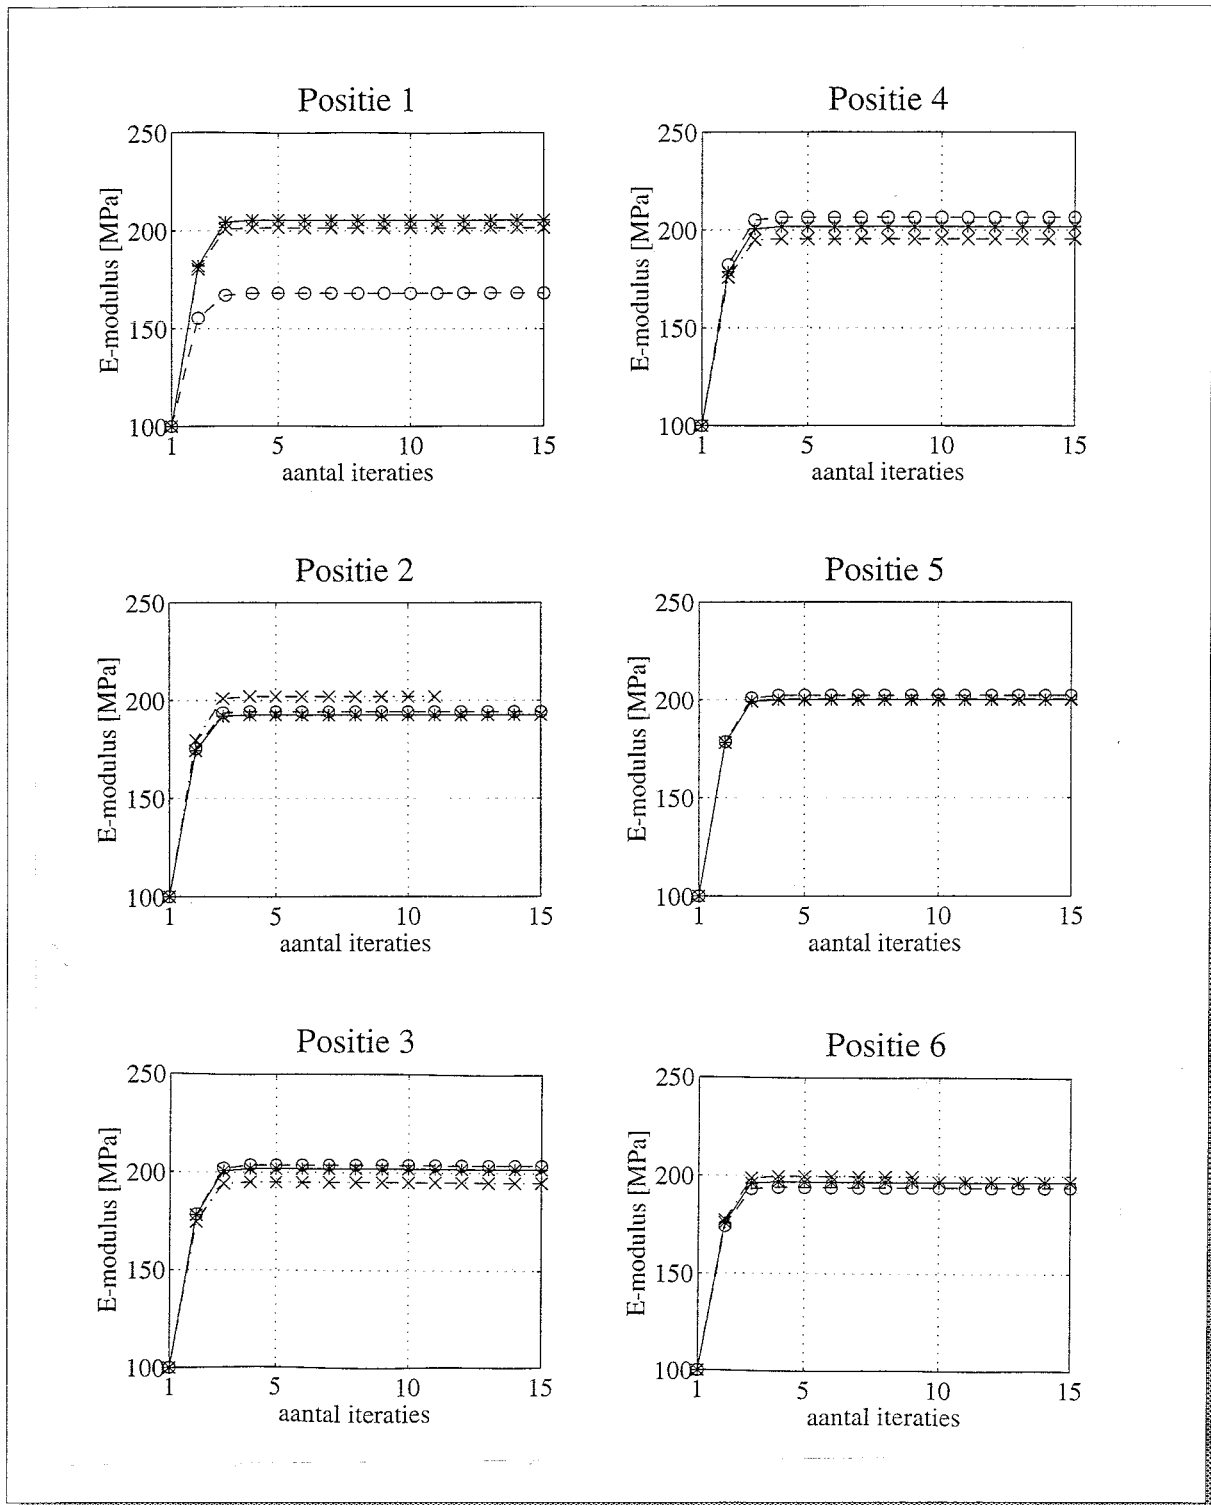 Positie 1
250
200
150
100
E-modulus [MPa]
1 5 10 15
aantal iteraties
Positie 4
250
200
150
100
E-modulus [MPa]
1 5 10 15
aantal iteraties
Positie 2
250
200
150
100
E-modulus [MPa]
1 5 10 15
aantal iteraties
Positie 5
250
200
150
100
E-modulus [MPa]
1 5 10 15
aantal iteraties
Positie 3
250
200
150
100
E-modulus [MPa]
1 5 10 15
aantal iteraties
Positie 6
250
200
150
100
E-modulus [MPa]
1 5 10 15
aantal iteraties